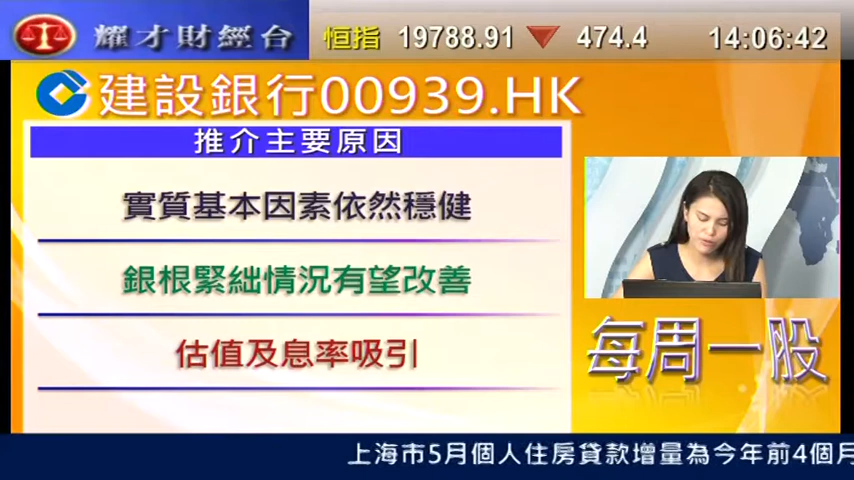 耀才財經台
恒指 19788.91 474.4 14:06:42
建設銀行00939.HK
推介主要原因
實質基本因素依然穩健
銀根緊絀情況有望改善
估值及息率吸引
每周一股
上海市5月個人住房貸款增量為今年前4個月